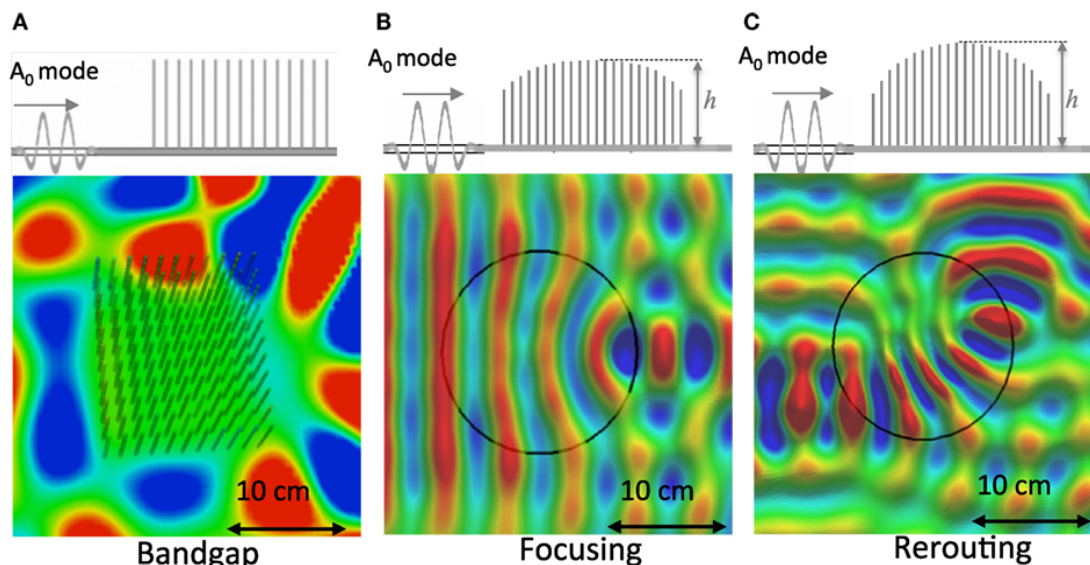 A
B
C
A₀ mode
A₀ mode
A₀ mode
h
h
10 cm
10 cm
10 cm
Bandgap
Focusing
Rerouting